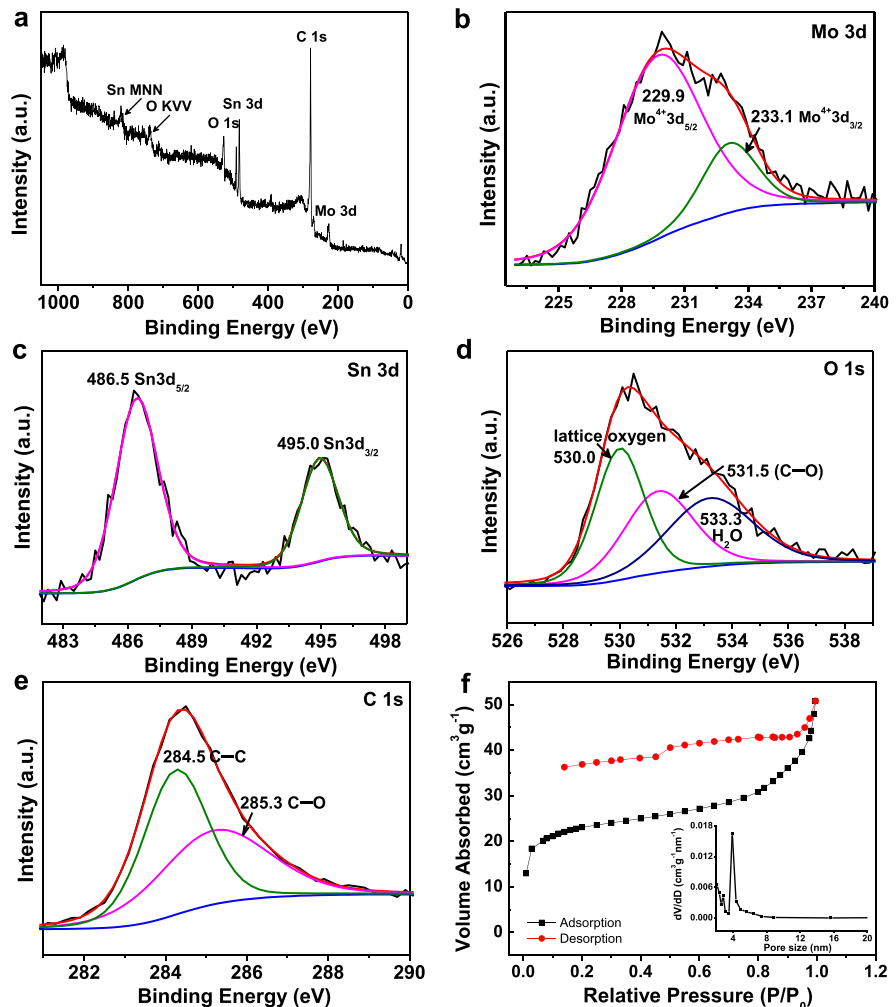 a
C 1s
Sn MNN
O KVV
Sn 3d
O 1s
Mo 3d
Intensity (a.u.)
1000 800 600 400 200 0
Binding Energy (eV)
b
Mo 3d
229.9
Mo⁴⁺3d₅/₂
233.1 Mo⁴⁺3d₃/₂
Intensity (a.u.)
225 228 231 234 237 240
Binding Energy (eV)
c
Sn 3d
486.5 Sn3d₅/₂
495.0 Sn3d₃/₂
Intensity (a.u.)
483 486 489 492 495 498
Binding Energy (eV)
d
O 1s
lattice oxygen
530.0
531.5 (C—O)
533.3
H₂O
Intensity (a.u.)
526 528 530 532 534 536 538
Binding Energy (eV)
e
C 1s
284.5 C—C
285.3 C—O
Intensity (a.u.)
282 284 286 288 290
Binding Energy (eV)
f
Volume Absorbed (cm³g⁻¹)
50
40
30
20
10
0
Adsorption
Desorption
0.0 0.2 0.4 0.6 0.8 1.0 1.2
Relative Pressure (P/P₀)
dV/dD (cm³g⁻¹nm⁻¹)
0.018
0.012
0.006
0.000
4 8 12 16 20
Pore size (nm)